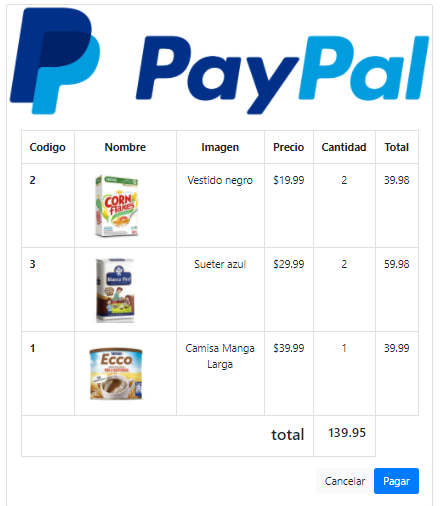 PayPal
Codigo Nombre Imagen Precio Cantidad Total
2 CORN FLAKES Vestido negro $19.99 2 39.98
3 Blanca Flor Sueter azul $29.99 2 59.98
1 Ecco Camisa Manga Larga $39.99 1 39.99
total 139.95
Cancelar Pagar